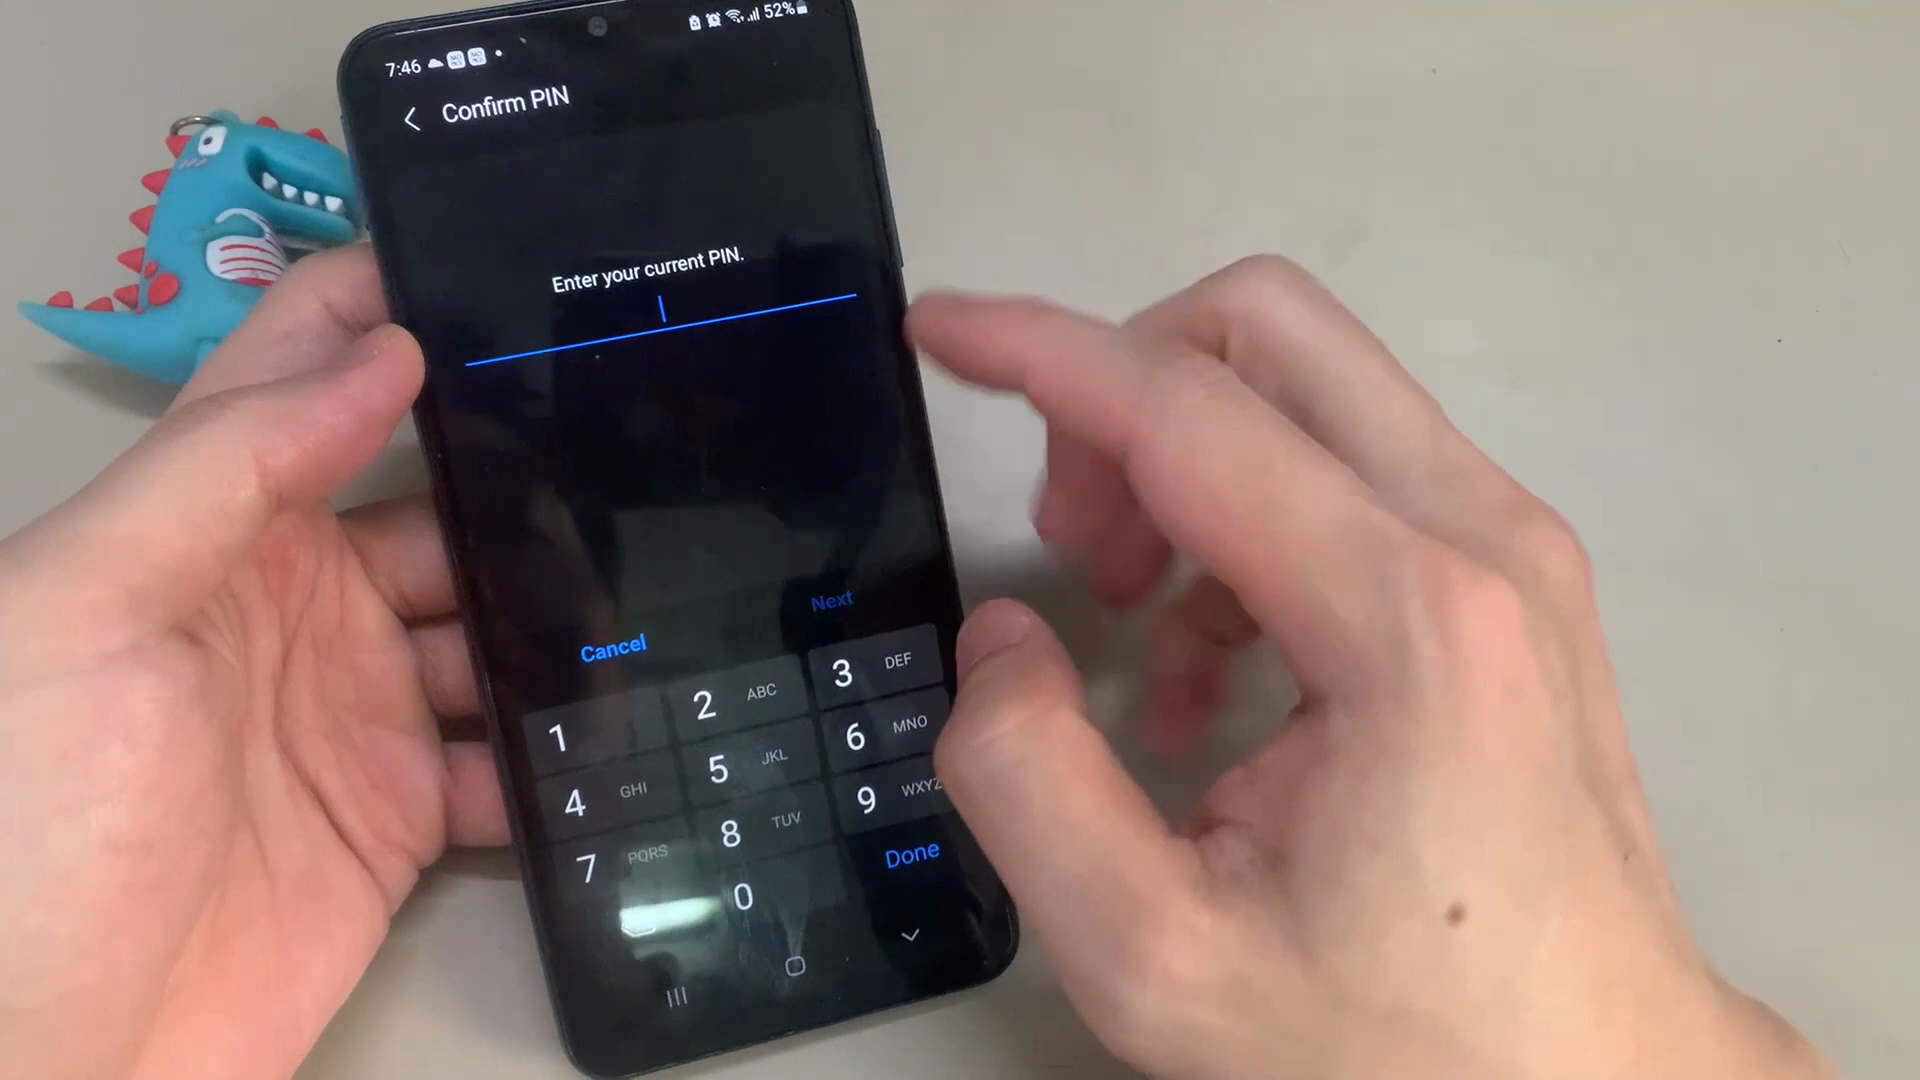 7:46 52%
Confirm PIN
Enter your current PIN.
Next
Cancel
1 2 ABC 3 DEF
4 GHI 5 JKL 6 MNO
7 PQRS 8 TUV 9 WXYZ
0 Done